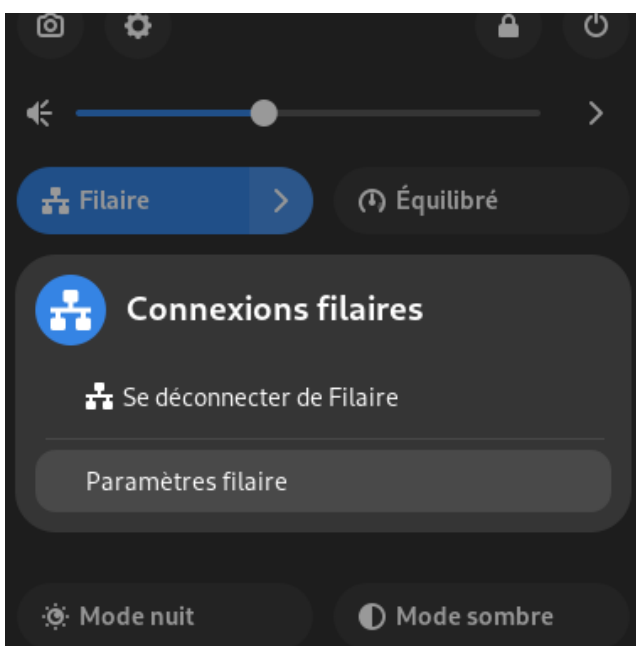 Filaire
Équilibré
Connexions filaires
Se déconnecter de Filaire
Paramètres filaire
Mode nuit
Mode sombre